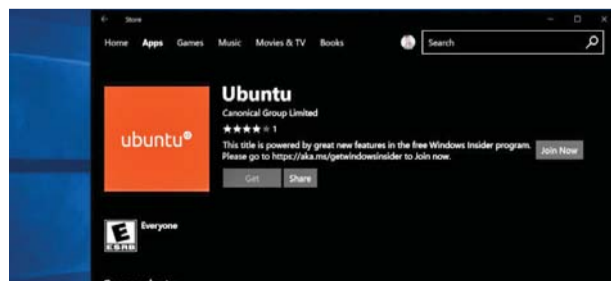 Store
Home Apps Games Music Movies & TV Books Search
ubuntu
Ubuntu
Canonical Group Limited
1
This title is powered by great new features in the free Windows Insider program.
Please go to https://aka.ms/getwindowsinsider to Join now.
Join Now
Get Share
E
ESRB
Everyone